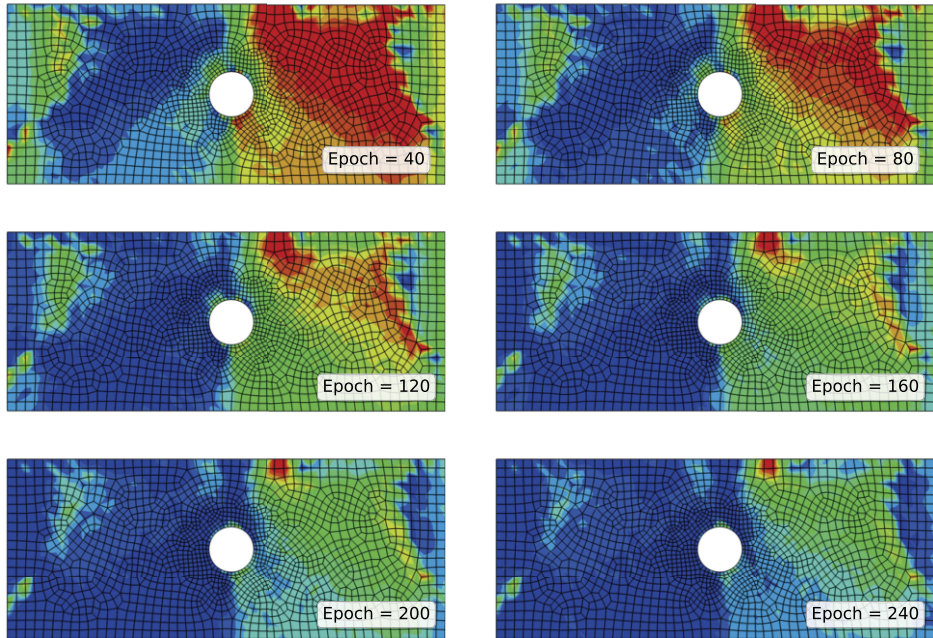 Epoch = 40
Epoch = 80
Epoch = 120
Epoch = 160
Epoch = 200
Epoch = 240